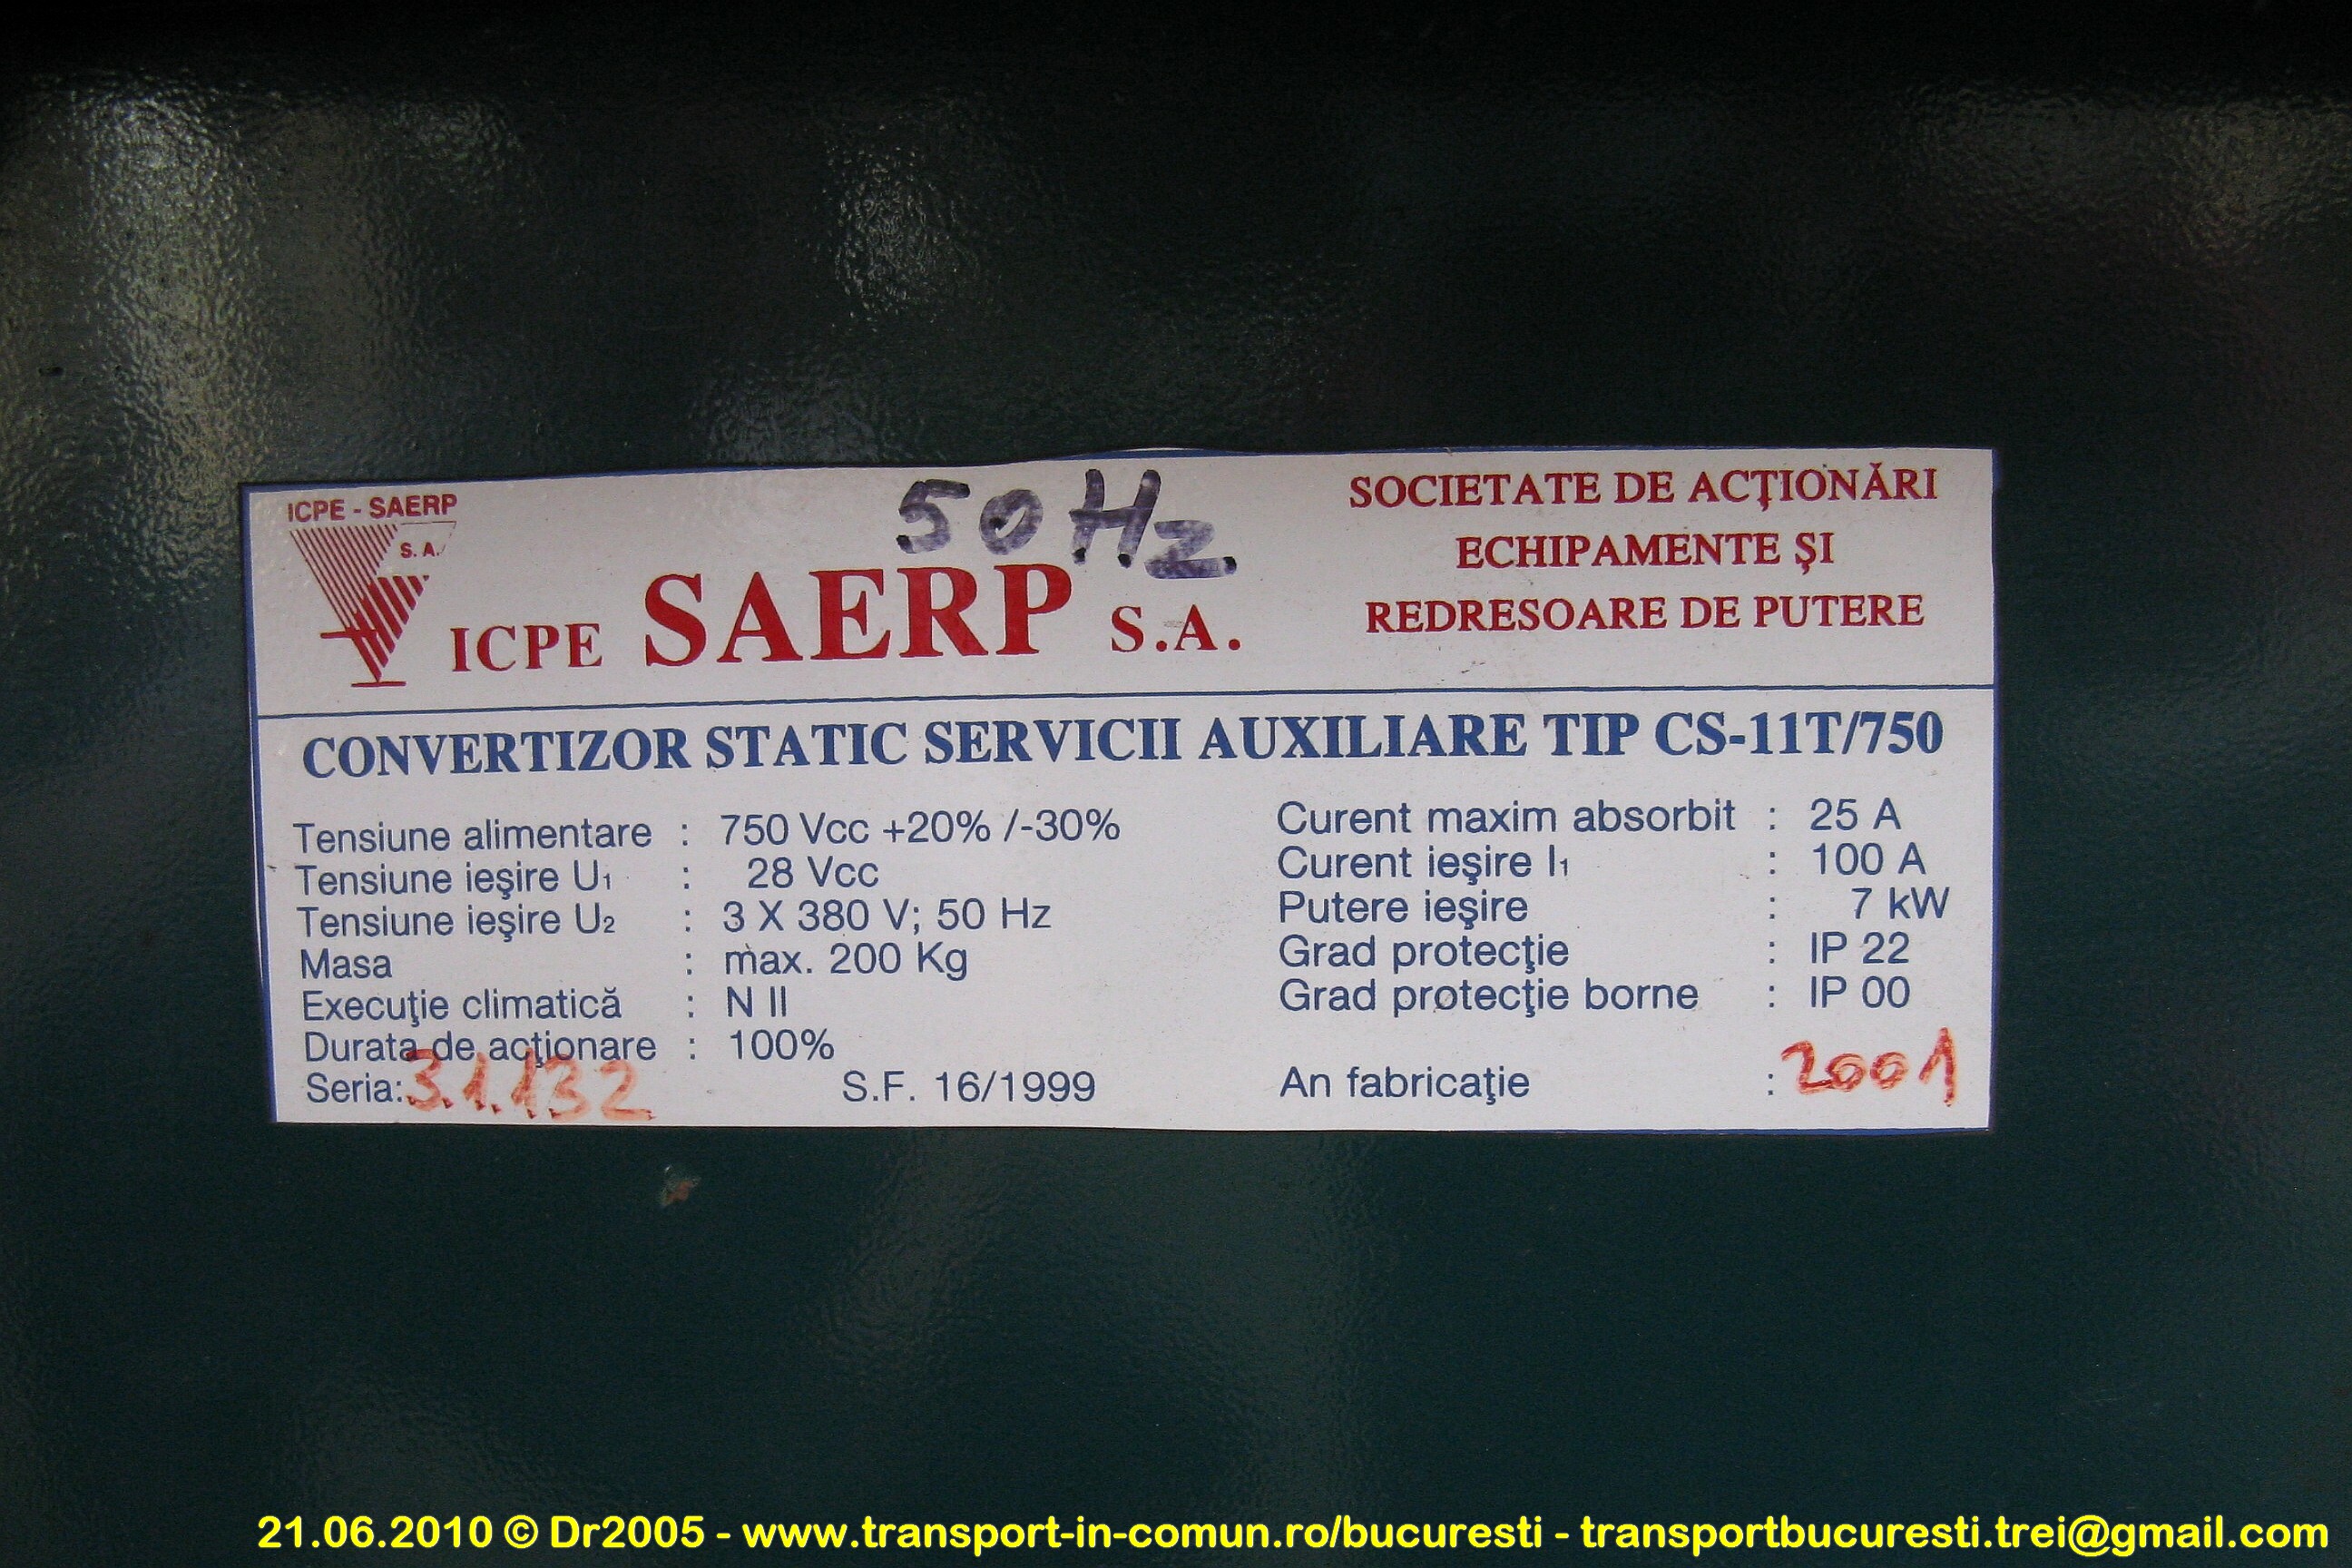 ICPE - SAERP
S. A.
50 Hz
ICPE SAERP S.A.
SOCIETATE DE ACŢIONĂRI
ECHIPAMENTE ŞI
REDRESOARE DE PUTERE
CONVERTIZOR STATIC SERVICII AUXILIARE TIP CS-11T/750
Tensiune alimentare : 750 Vcc +20% /-30%
Tensiune ieşire U1 : 28 Vcc
Tensiune ieşire U2 : 3 X 380 V; 50 Hz
Masa : max. 200 Kg
Execuţie climatică : N II
Durata de acţionare : 100%
Seria: 3.1.132 S.F. 16/1999
Curent maxim absorbit : 25 A
Curent ieşire I1 : 100 A
Putere ieşire : 7 kW
Grad protecţie : IP 22
Grad protecţie borne : IP 00
An fabricaţie : 2001
21.06.2010 © Dr2005 - www.transport-in-comun.ro/bucuresti - transportbucuresti.trei@gmail.com